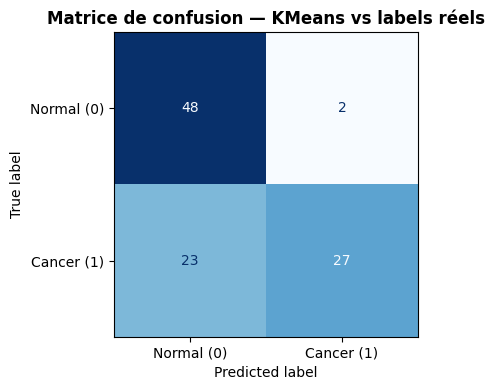 Matrice de confusion — KMeans vs labels réels
Normal (0)
48
2
True label
Cancer (1)
23
27
Normal (0)
Cancer (1)
Predicted label